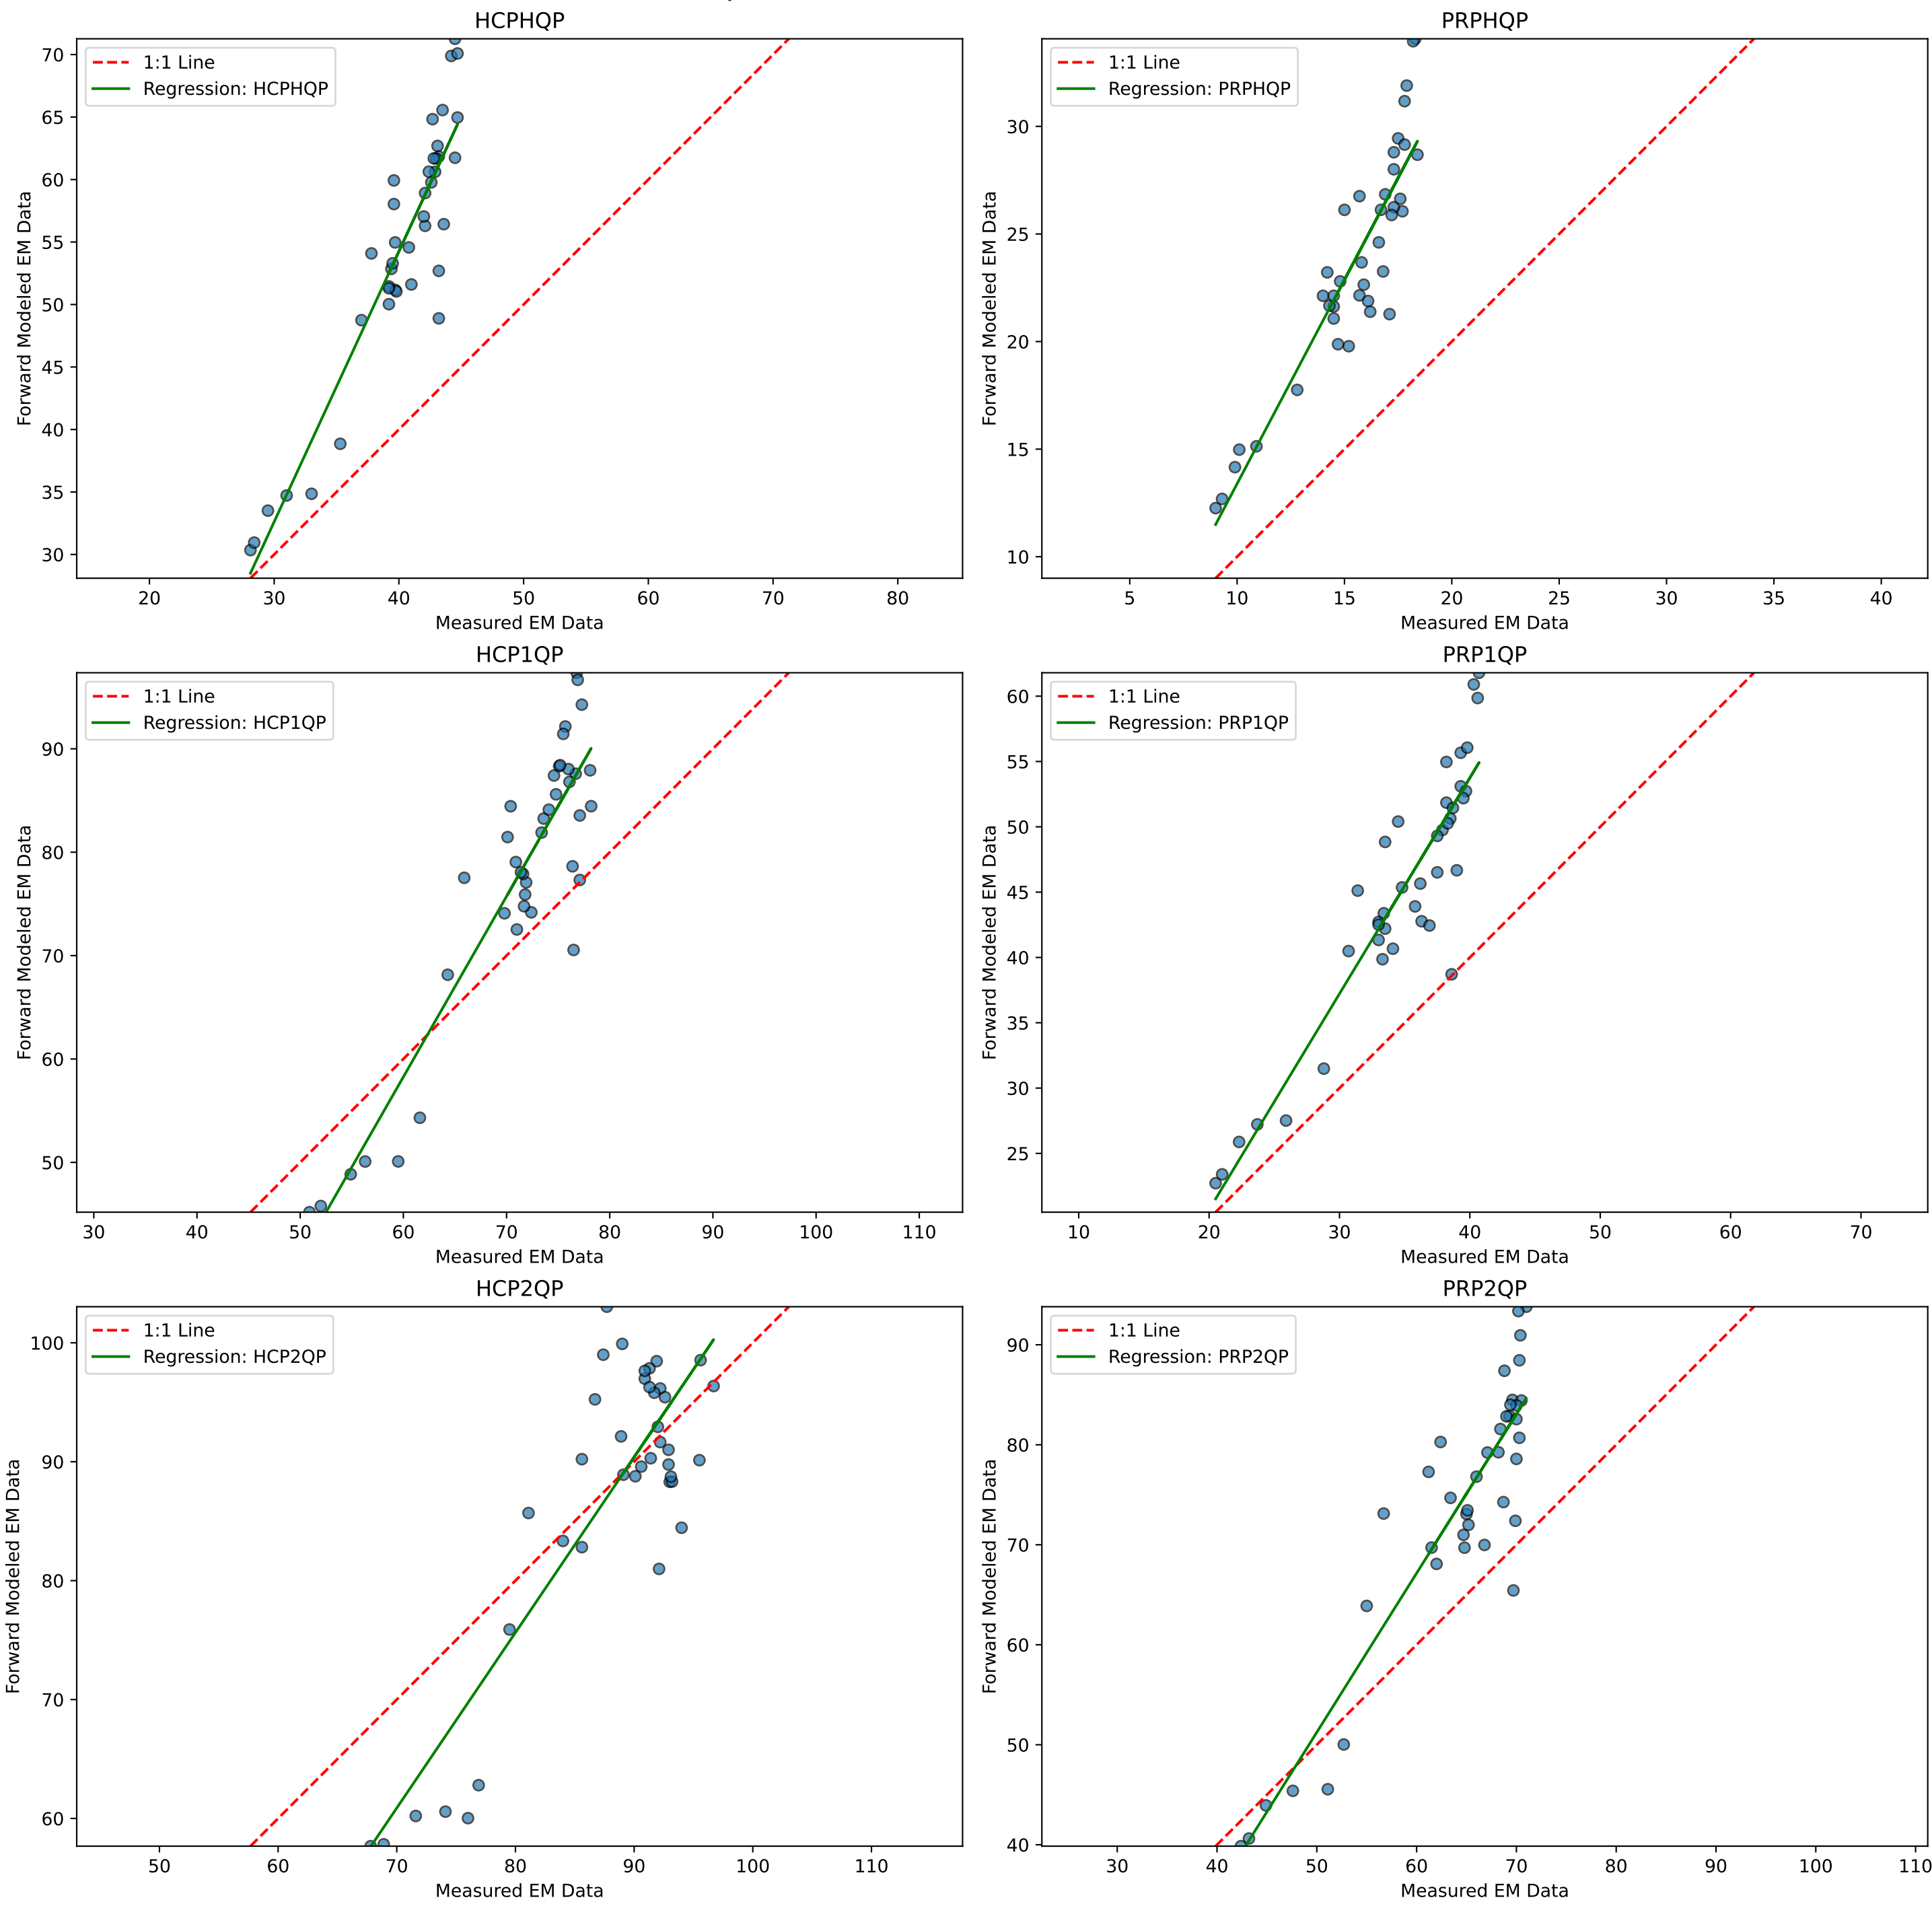 HCPHQP
1:1 Line
Regression: HCPHQP
Forward Modeled EM Data
70
65
60
55
50
45
40
35
30
20 30 40 50 60 70 80
Measured EM Data
PRPHQP
1:1 Line
Regression: PRPHQP
Forward Modeled EM Data
30
25
20
15
10
5 10 15 20 25 30 35 40
Measured EM Data
HCP1QP
1:1 Line
Regression: HCP1QP
Forward Modeled EM Data
90
80
70
60
50
30 40 50 60 70 80 90 100 110
Measured EM Data
PRP1QP
1:1 Line
Regression: PRP1QP
Forward Modeled EM Data
60
55
50
45
40
35
30
25
10 20 30 40 50 60 70
Measured EM Data
HCP2QP
1:1 Line
Regression: HCP2QP
Forward Modeled EM Data
100
90
80
70
60
50 60 70 80 90 100 110
Measured EM Data
PRP2QP
1:1 Line
Regression: PRP2QP
Forward Modeled EM Data
90
80
70
60
50
40
30 40 50 60 70 80 90 100 110
Measured EM Data